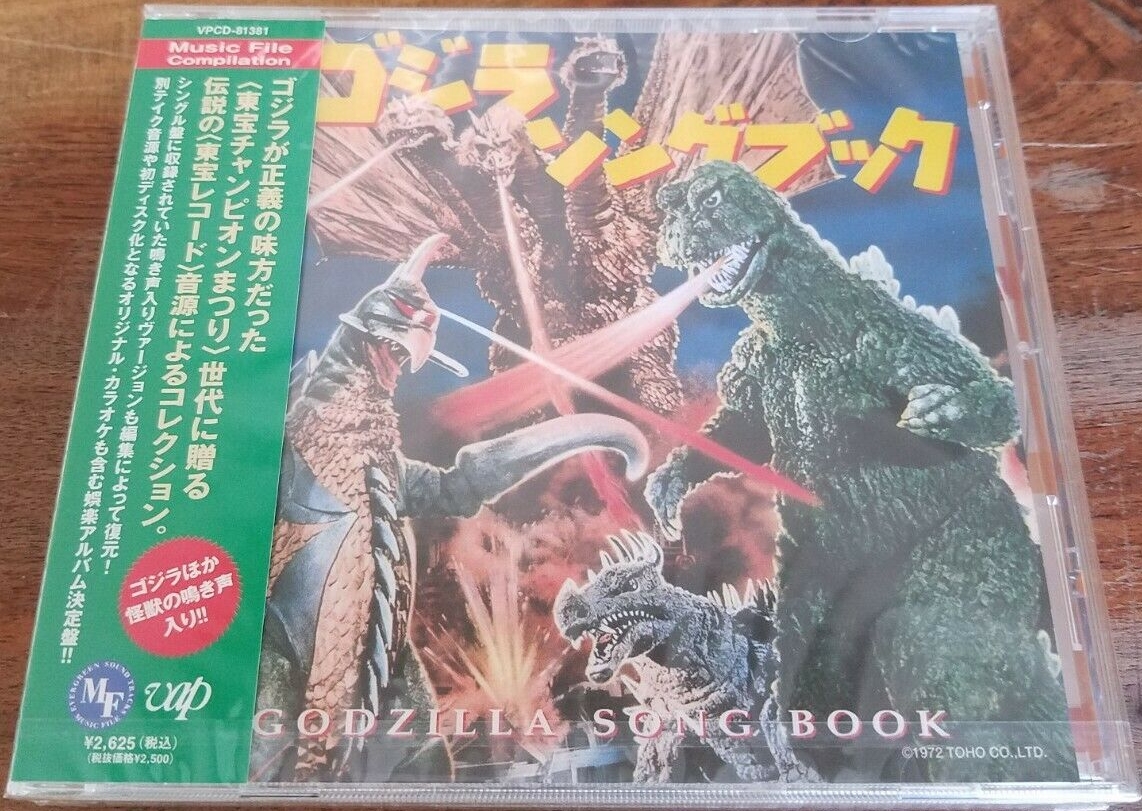 VPCD-81381
Music File
Compilation
ゴジラが正義の味方だった
〈東宝チャンピオンまつり〉世代に贈る
伝説の〈東宝レコード〉音源によるコレクション。
シングル盤に収録されていた鳴き声入りヴァージョンも編集によって復元!
別テイク音源や初ディスク化となるオリジナル・カラオケも含む娯楽アルバム決定盤!!
ゴジラほか
怪獣の鳴き声
入り!!
EVERGREEN SOUND TRACK
MF
MUSIC FILE
vap
¥2,625(税込)
(税抜価格¥2,500)
ゴジラ
ソングブック
GODZILLA SONG BOOK
©1972 TOHO CO.,LTD.